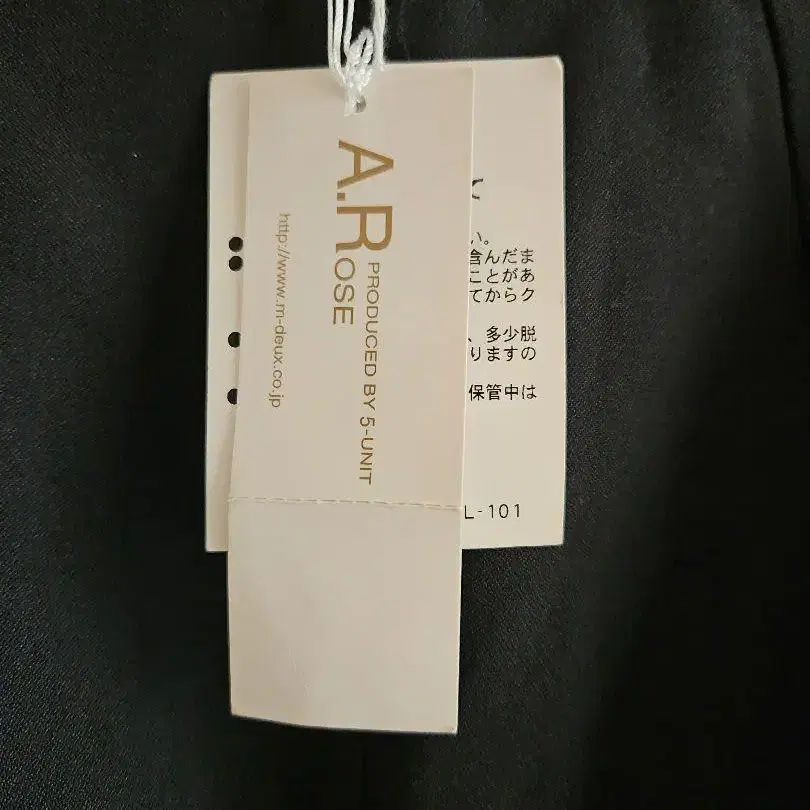 A.ROSE
PRODUCED BY 5-UNIT
http://www.m-deux.co.jp
い。
含んだま
ことがあ
てからク
、多少脱
りますの
保管中は
L-101